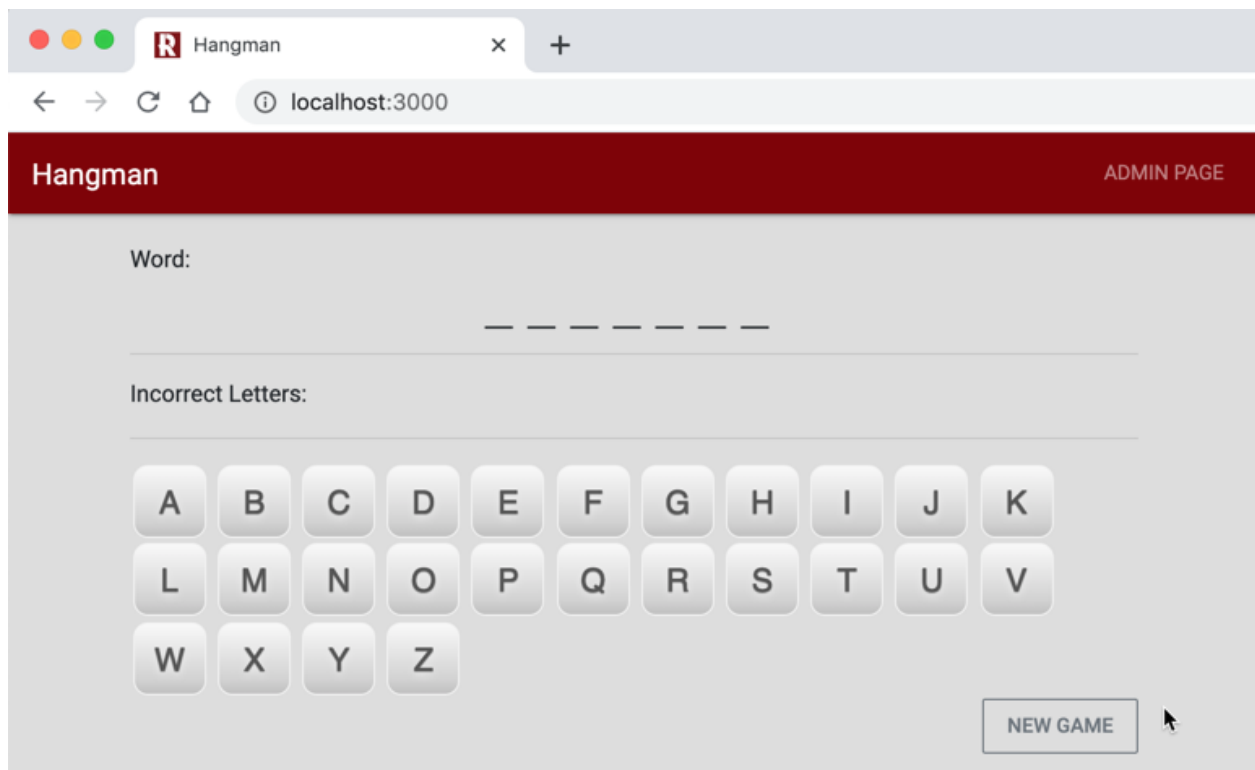 Hangman
localhost:3000
Hangman ADMIN PAGE
Word:
_ _ _ _ _ _ _
Incorrect Letters:
A B C D E F G H I J K
L M N O P Q R S T U V
W X Y Z
NEW GAME